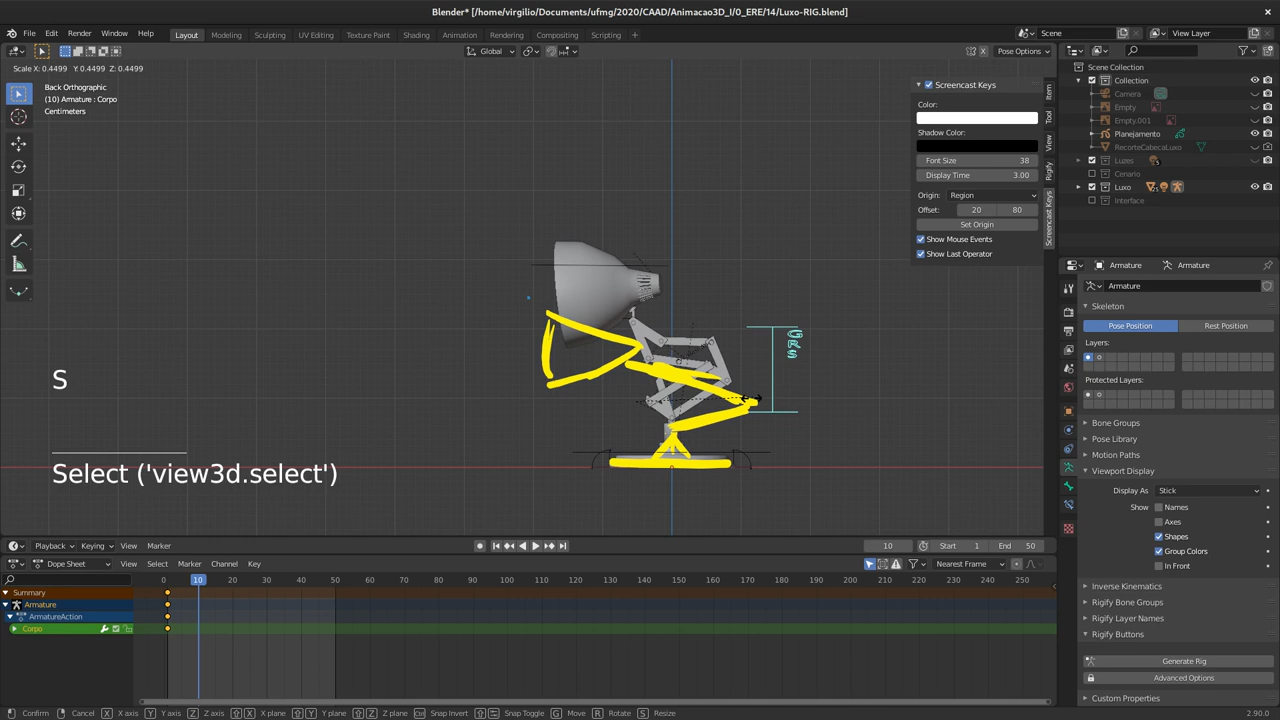 Blender* [/home/virgilio/Documents/ufmg/2020/CAAD/Animacao3D_I/0_ERE/14/Luxo-RIG.blend]
File Edit Render Window Help Layout Modeling Sculpting UV Editing Texture Paint Shading Animation Rendering Compositing Scripting + Scene View Layer
Global Pose Options
Scale X: 0.4499 Y: 0.4499 Z: 0.4499
Back Orthographic
(10) Armature : Corpo
Centimeters
Screencast Keys
Color:
Shadow Color:
Font Size 38
Display Time 3.00
Origin: Region
Offset: 20 80
Set Origin
Show Mouse Events
Show Last Operator
Item
Tool
View
Rigify
Screencast Keys
GRS
S
Select ('view3d.select')
Scene Collection
Collection
Camera
Empty
Empty.001
Planejamento
RecorteCabecaLuxo
Luzes 5
Cenario
Luxo 25
Interface
Armature Armature
Armature
Skeleton
Pose Position Rest Position
Layers:
Protected Layers:
Bone Groups
Pose Library
Motion Paths
Viewport Display
Display As Stick
Show Names
Axes
Shapes
Group Colors
In Front
Inverse Kinematics
Rigify Bone Groups
Rigify Layer Names
Rigify Buttons
Generate Rig
Advanced Options
Custom Properties
Playback Keying View Marker 10 Start 1 End 50
Dope Sheet View Select Marker Channel Key Nearest Frame
0 10 20 30 40 50 60 70 80 90 100 110 120 130 140 150 160 170 180 190 200 210 220 230 240 250
Summary
Armature
ArmatureAction
Corpo
Confirm Cancel X X axis Y Y axis Z Z axis X X plane Y Y plane Z Z plane Ctrl Snap Invert Snap Toggle G Move R Rotate S Resize 2.90.0